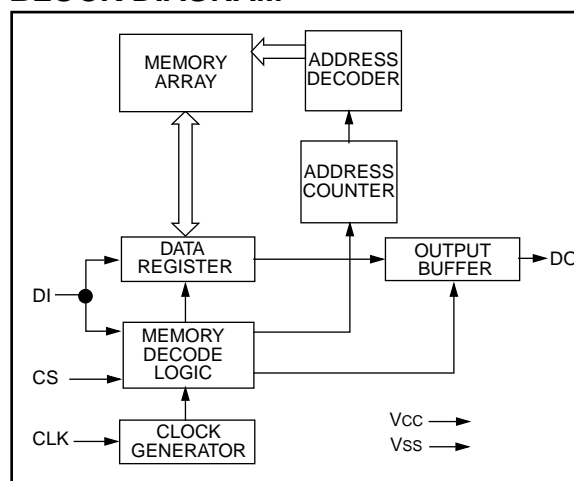 BLOCK DIAGRAM
MEMORY
ARRAY
ADDRESS
DECODER
ADDRESS
COUNTER
DATA
REGISTER
OUTPUT
BUFFER
DO
DI
MEMORY
DECODE
LOGIC
CS
CLK
CLOCK
GENERATOR
VCC
VSS